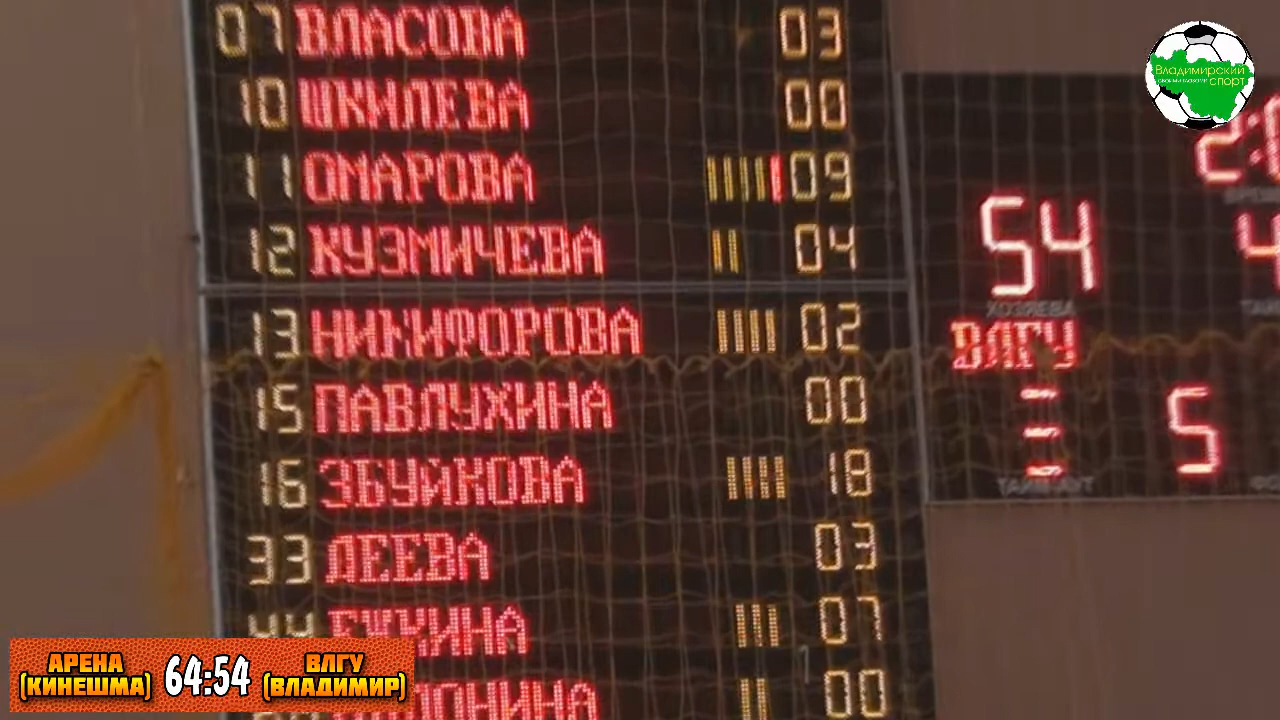 07 ВЛАСОВА 03
10 ШКИЛЕВА 00
11 ОМАРОВА 09
12 КУЗМИЧЕВА 04
13 НИКИФОРОВА 02
15 ПАВЛУХИНА 00
16 ЗБУЙКОВА 18
33 ДЕЕВА 03
44 07
00
Владимирский
спорт
54
ХОЗЯЕВА
ВЛГУ
5
ТАЙМАУТ
АРЕНА
(КИНЕШМА)
64:54
ВЛГУ
(ВЛАДИМИР)